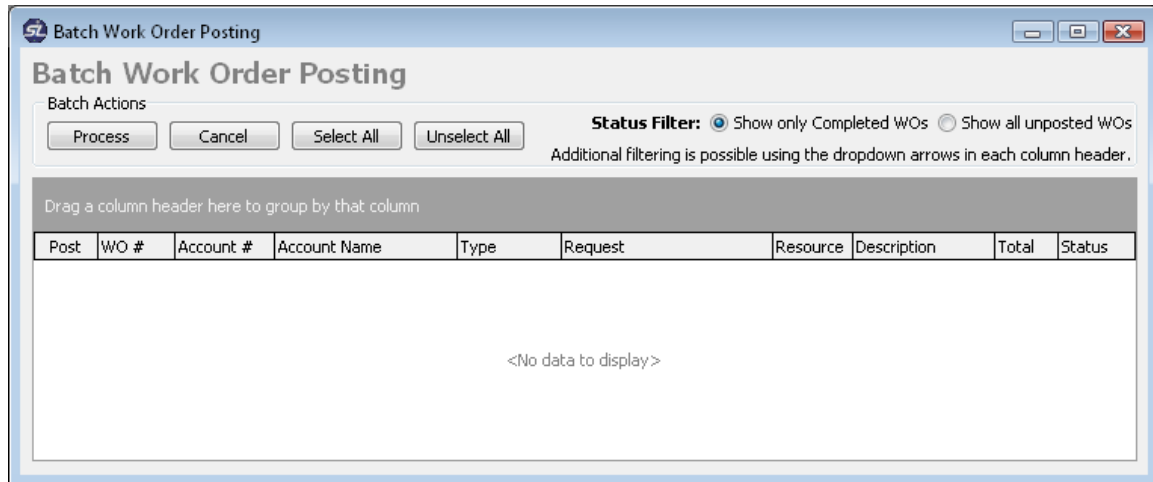 SL Batch Work Order Posting
Batch Work Order Posting
Batch Actions
Process Cancel Select All Unselect All
Status Filter: Show only Completed WOs Show all unposted WOs
Additional filtering is possible using the dropdown arrows in each column header.
Drag a column header here to group by that column
Post WO # Account # Account Name Type Request Resource Description Total Status
<No data to display>